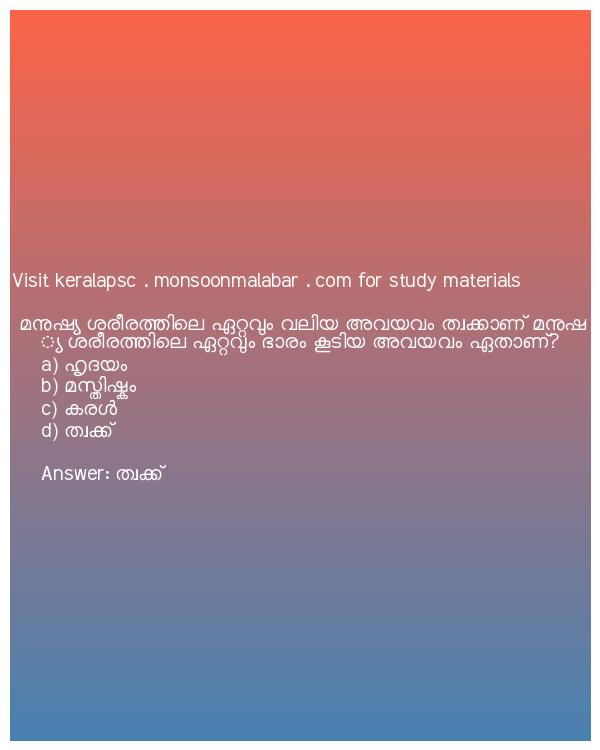 Visit keralapsc . monsoonmalabar . com for study materials
മനുഷ്യ ശരീരത്തിലെ ഏറ്റവും വലിയ അവയവം ത്വക്കാണ് മനുഷ
്യ ശരീരത്തിലെ ഏറ്റവും ഭാരം കൂടിയ അവയവം ഏതാണ്?
a) ഹൃദയം
b) മസ്തിഷ്കം
c) കരൾ
d) ത്വക്ക്
Answer: ത്വക്ക്